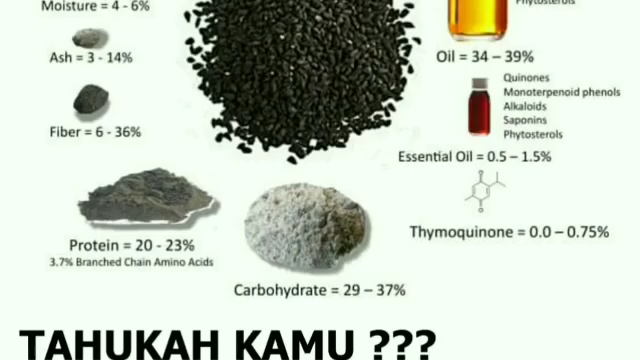 Phytosterols
Moisture = 4 - 6%
Oil = 34 – 39%
Ash = 3 - 14%
Quinones
Monoterpenoid phenols
Alkaloids
Saponins
Phytosterols
Fiber = 6 - 36%
Essential Oil = 0.5 – 1.5%
Thymoquinone = 0.0 – 0.75%
Protein = 20 - 23%
3.7% Branched Chain Amino Acids
Carbohydrate = 29 – 37%
TAHUKAH KAMU ???